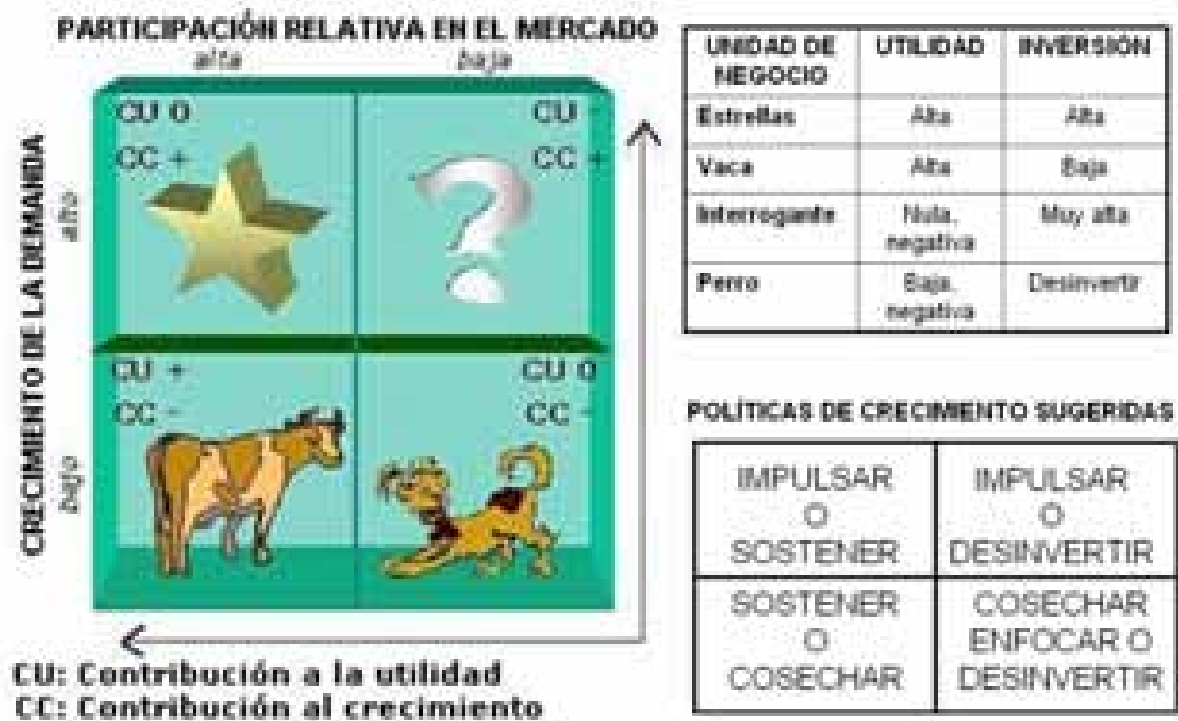 PARTICIPACIÓN RELATIVA EN EL MERCADO
alta
baja
CRECIMIENTO DE LA DEMANDA
alto
bajo
CU 0
CC +
CU -
CC +
CU +
CC -
CU 0
CC -
CU: Contribución a la utilidad
CC: Contribución al crecimiento
UNIDAD DE NEGOCIO UTILIDAD INVERSIÓN
Estrellas Alta Alta
Vaca Alta Baja
Interrogante Nula, negativa Muy alta
Perro Baja, negativa Desinvertir
POLÍTICAS DE CRECIMIENTO SUGERIDAS
IMPULSAR
O
SOSTENER
IMPULSAR
O
DESINVERTIR
SOSTENER
O
COSECHAR
COSECHAR
ENFOCAR O
DESINVERTIR